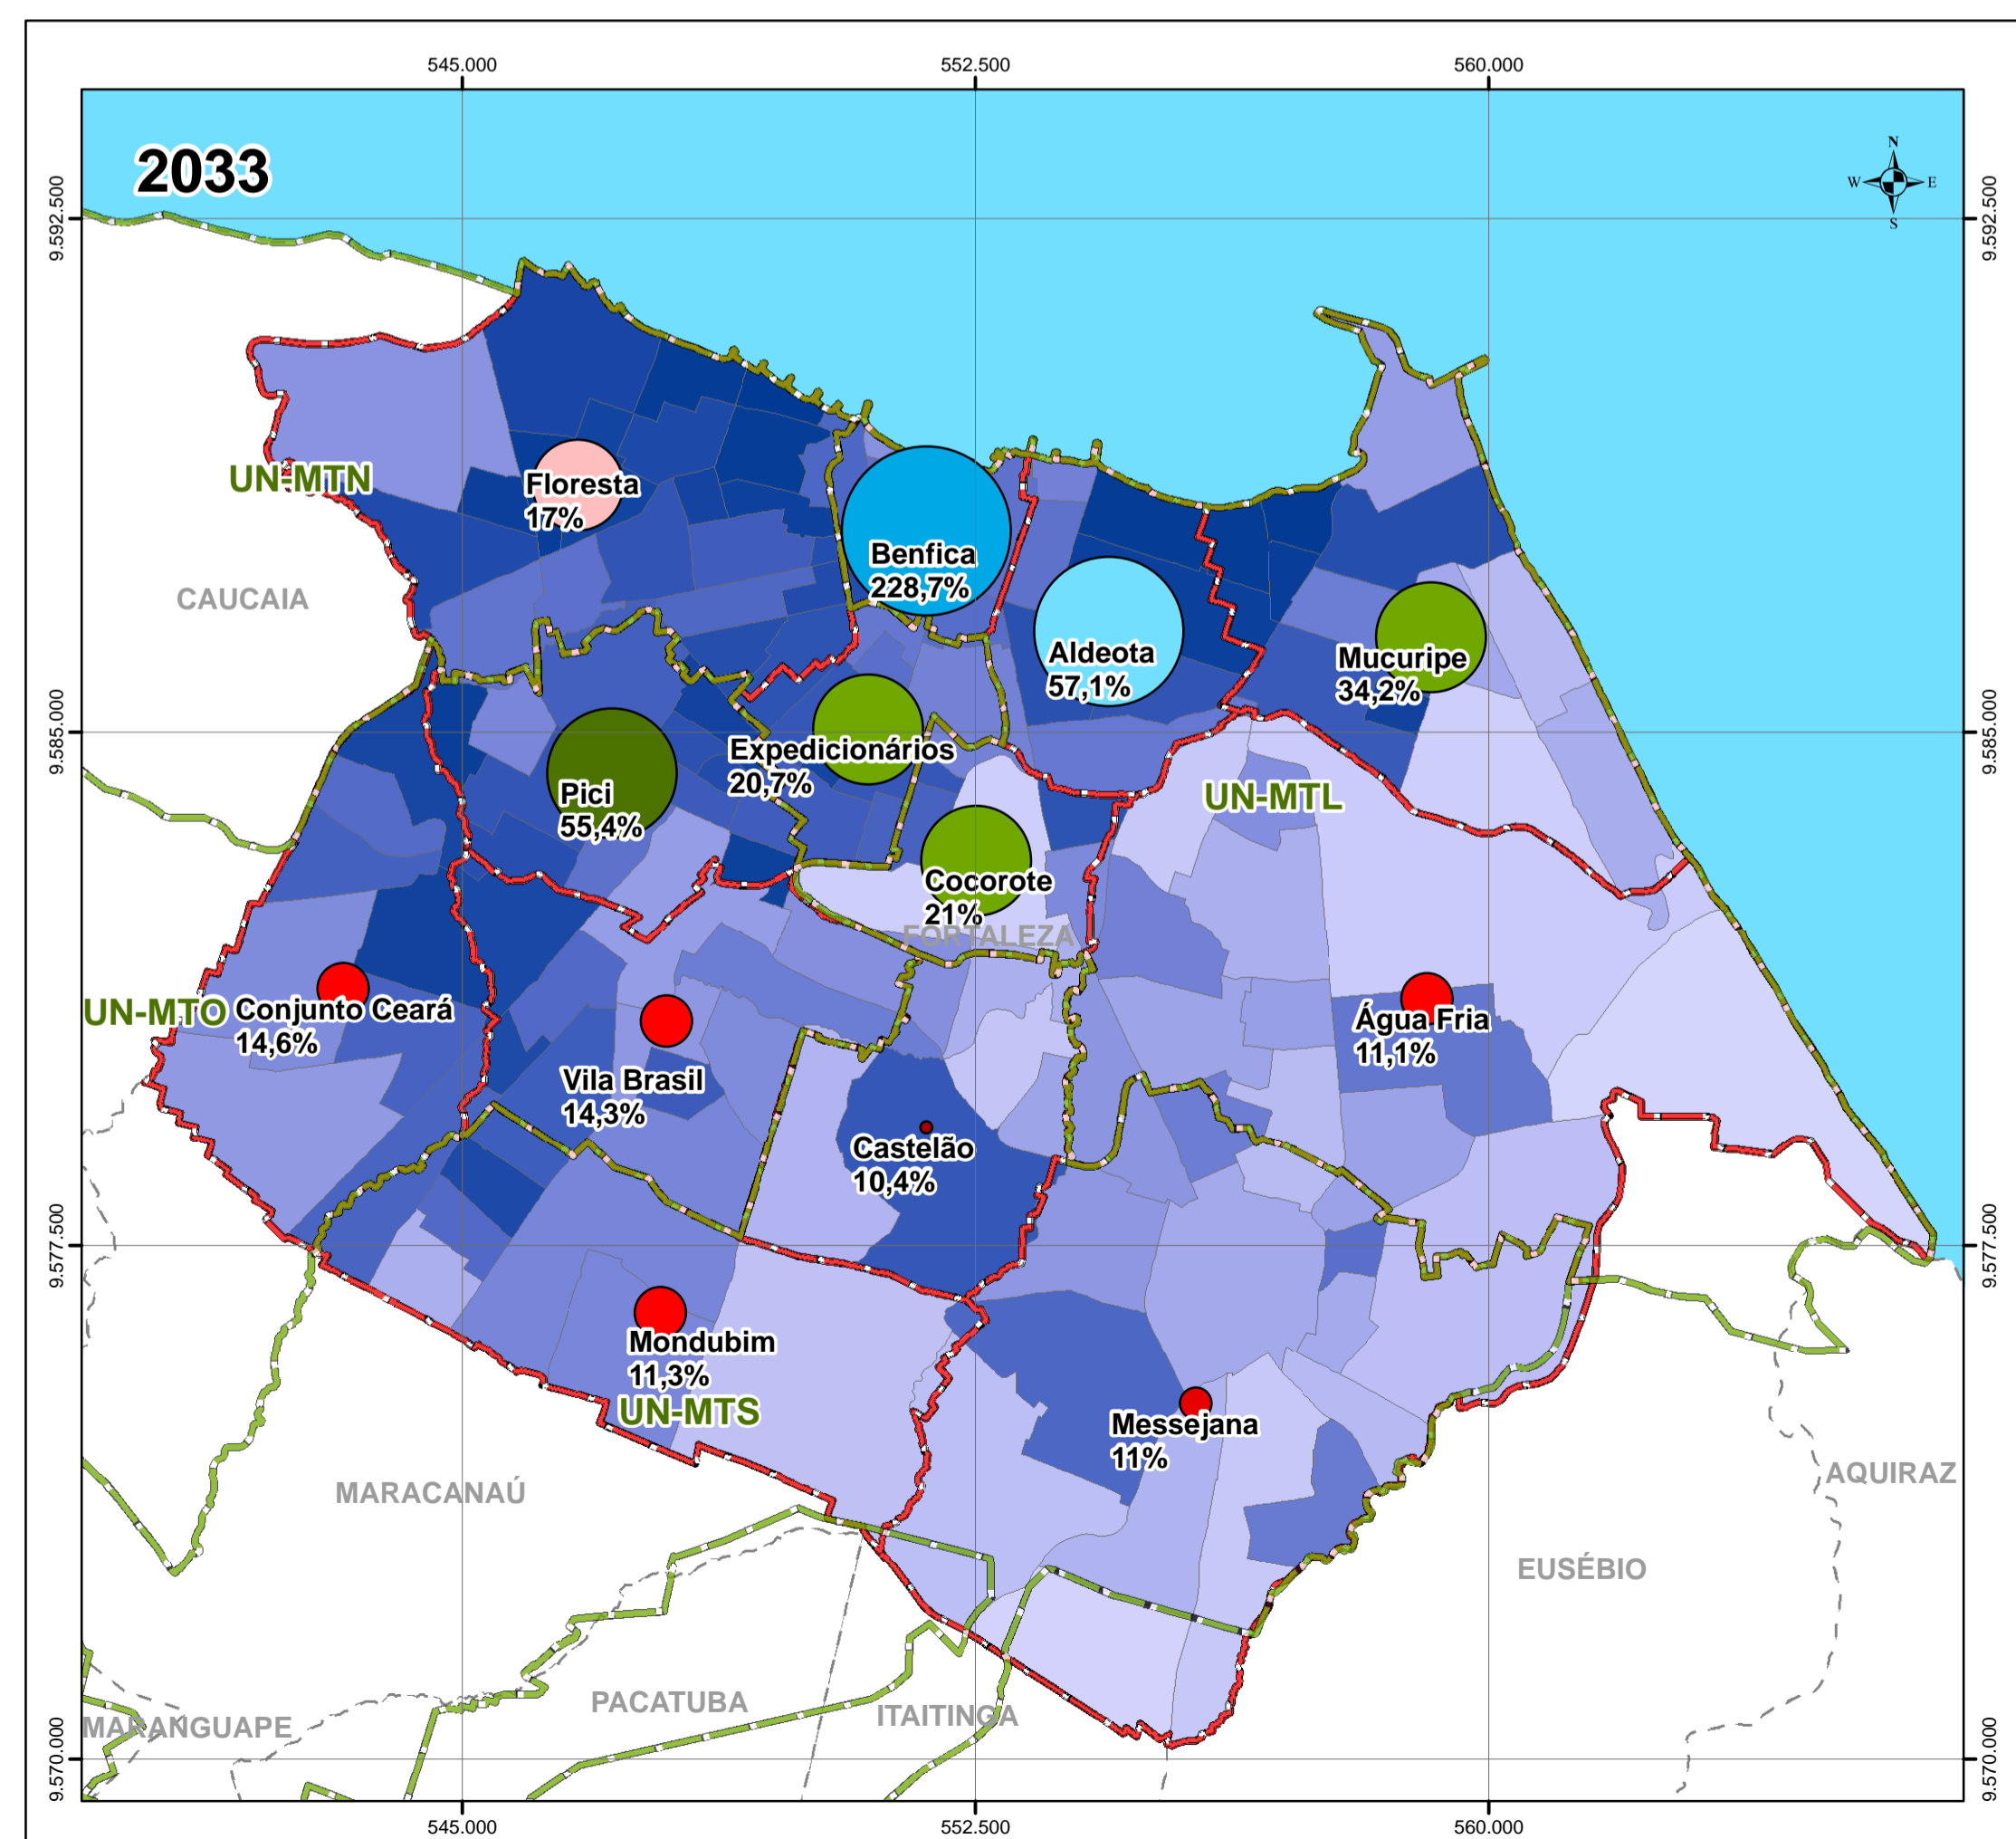 545.000
552.500
560.000
2033
N
W E
S
9.592.500
9.592.500
UN-MTN
Floresta
17%
Benfica
228,7%
CAUCAIA
Aldeota
57,1%
Mucuripe
34,2%
9.585.000
9.585.000
Expedicionários
20,7%
Pici
55,4%
UN-MTL
Cocorote
21%
FORTALEZA
UN-MTO
Conjunto Ceará
14,6%
Água Fria
11,1%
Vila Brasil
14,3%
Castelão
10,4%
9.577.500
9.577.500
Mondubim
11,3%
UN-MTS
Messejana
11%
MARACANAÚ
AQUIRAZ
EUSÉBIO
PACATUBA
ITAITINGA
MARANGUAPE
9.570.000
9.570.000
545.000
552.500
560.000